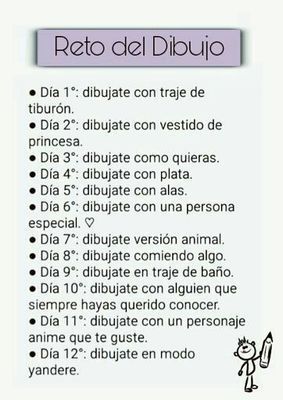 Reto del Dibujo
● Día 1°: dibujate con traje de
tiburón.
● Día 2°: dibujate con vestido de
princesa.
● Día 3°: dibujate como quieras.
● Día 4°: dibujate con plata.
● Día 5°: dibujate con alas.
● Día 6°: dibujate con una persona
especial. ♡
● Día 7°: dibujate versión animal.
● Día 8°: dibujate comiendo algo.
● Día 9°: dibujate en traje de baño.
● Día 10°: dibujate con alguien que
siempre hayas querido conocer.
● Día 11°: dibujate con un personaje
anime que te guste.
● Día 12°: dibujate en modo
yandere.